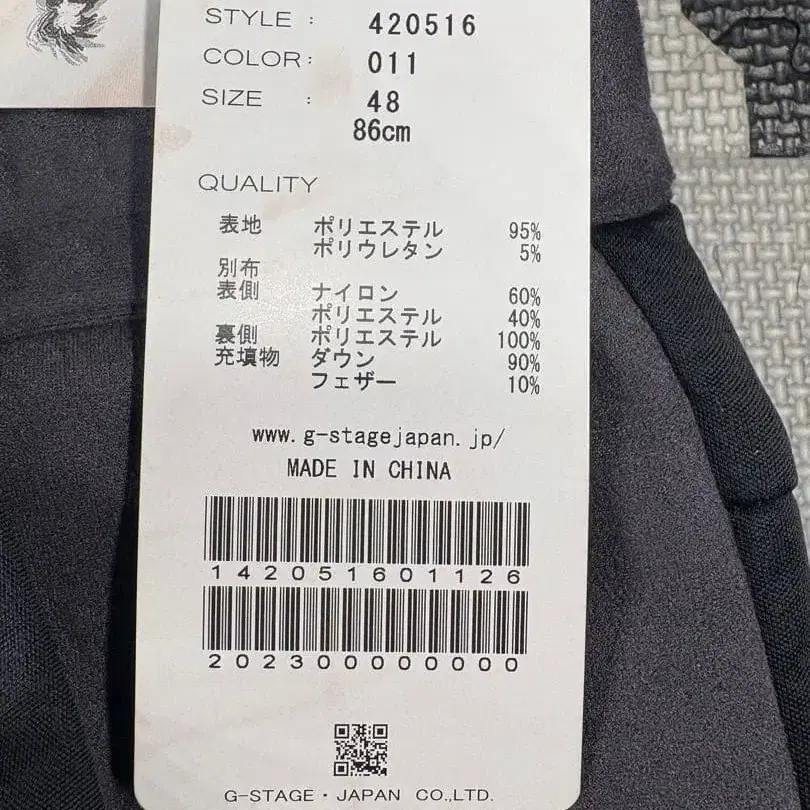 STYLE : 420516
COLOR: 011
SIZE : 48
86cm
QUALITY
表地 ポリエステル 95%
ポリウレタン 5%
別布
表側 ナイロン 60%
ポリエステル 40%
裏側 ポリエステル 100%
充填物 ダウン 90%
フェザー 10%
www.g-stagejapan.jp/
MADE IN CHINA
142051601126
2023000000000
G-STAGE・JAPAN CO.,LTD.